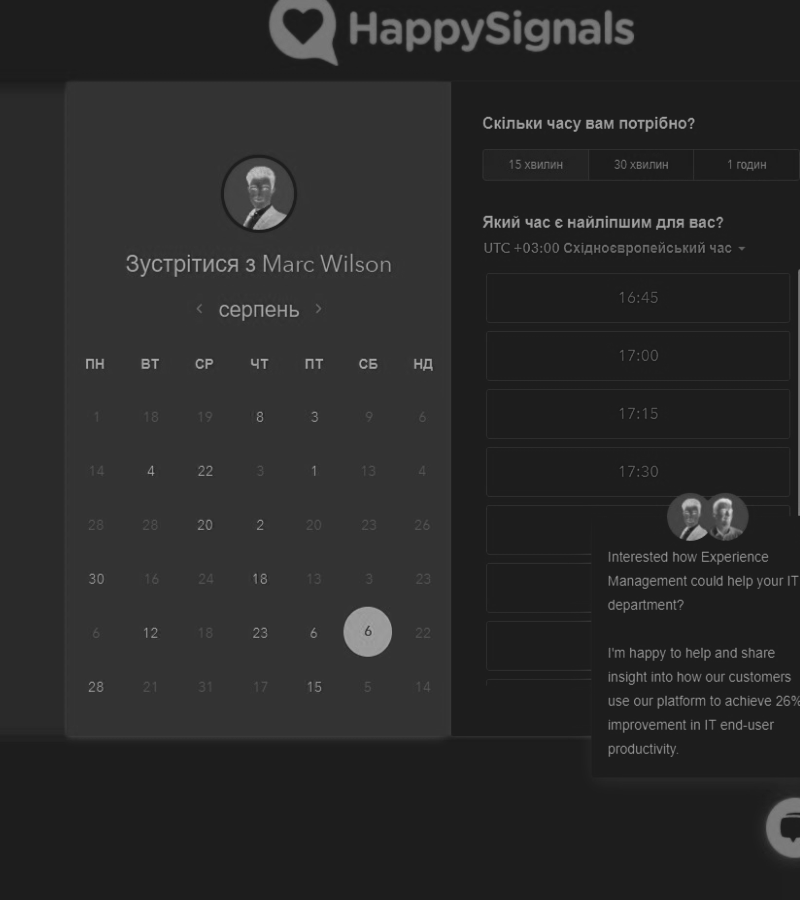 HappySignals
Зустрітися з Marc Wilson
серпень
ПН ВТ СР ЧТ ПТ СБ НД
1 18 19 8 3 9 6
14 4 22 3 1 13 4
28 28 20 2 20 23 26
30 16 24 18 13 3 23
6 12 18 23 6 6 22
28 21 31 17 15 5 14
Скільки часу вам потрібно?
15 хвилин 30 хвилин 1 годин
Який час є найліпшим для вас?
UTC +03:00 Східноєвропейський час
16:45
17:00
17:15
17:30
Interested how Experience
Management could help your IT
department?
I'm happy to help and share
insight into how our customers
use our platform to achieve 26%
improvement in IT end-user
productivity.